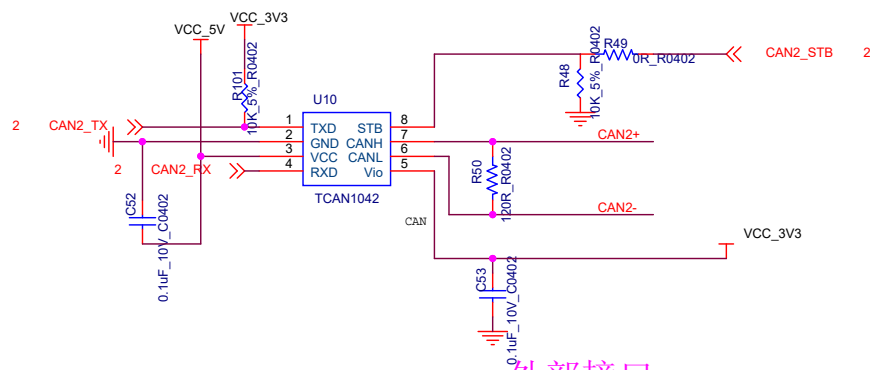 VCC_3V3
VCC_5V
R101
10K_5%_R0402
U10
1 TXD STB 8
2 GND CANH 7
3 VCC CANL 6
4 RXD Vio 5
TCAN1042
CAN
2 CAN2_TX
2 CAN2_RX
C52
0.1uF_10V_C0402
R49
0R_R0402
R48
10K_5%_R0402
CAN2_STB 2
CAN2+
R50
120R_R0402
CAN2-
VCC_3V3
C53
0.1uF_10V_C0402